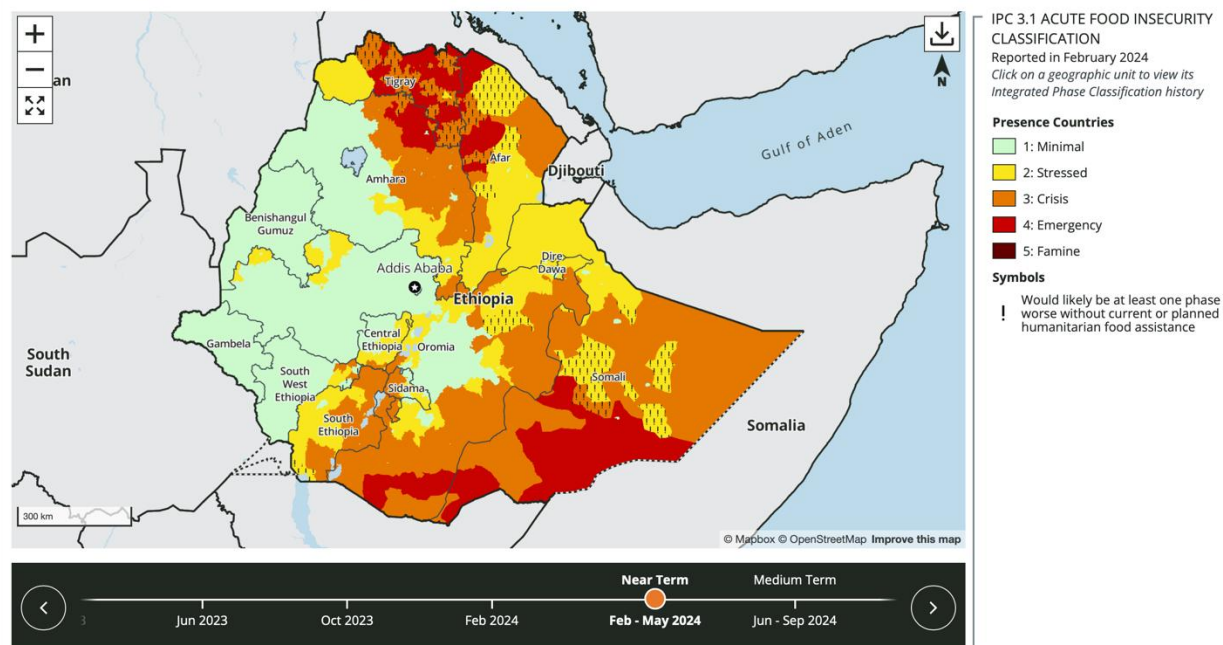 +
−
an
Tigray
Afar
Djibouti
Gulf of Aden
Amhara
Benishangul
Gumuz
Addis Ababa
Dire
Dawa
Ethiopia
Central
Ethiopia
Oromia
Gambela
South
Sudan
South
West
Ethiopia
Sidama
Somali
South
Ethiopia
Somalia
300 km
© Mapbox © OpenStreetMap Improve this map
N
IPC 3.1 ACUTE FOOD INSECURITY
CLASSIFICATION
Reported in February 2024
Click on a geographic unit to view its
Integrated Phase Classification history
Presence Countries
1: Minimal
2: Stressed
3: Crisis
4: Emergency
5: Famine
Symbols
! Would likely be at least one phase
worse without current or planned
humanitarian food assistance
Near Term
Medium Term
3
Jun 2023
Oct 2023
Feb 2024
Feb - May 2024
Jun - Sep 2024